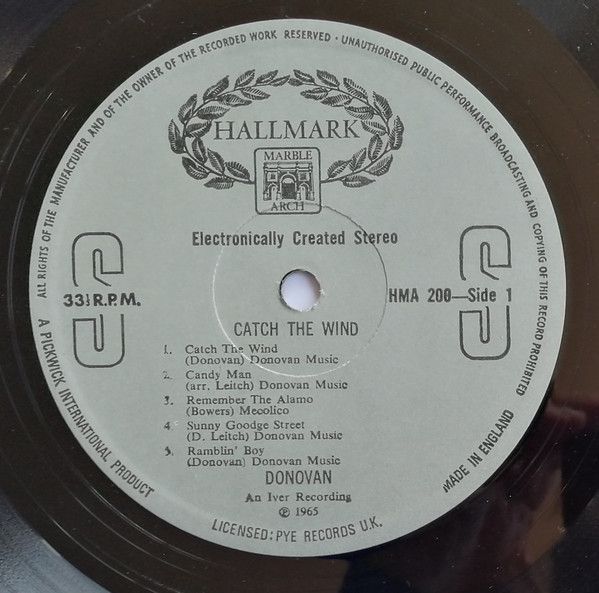 ALL RIGHTS OF THE MANUFACTURER AND OF THE OWNER OF THE RECORDED WORK RESERVED · UNAUTHORISED PUBLIC PERFORMANCE BROADCASTING AND COPYING OF THIS RECORD PROHIBITED
HALLMARK
MARBLE
ARCH
Electronically Created Stereo
33⅓ R.P.M.
HMA 200—Side 1
CATCH THE WIND
1. Catch The Wind
(Donovan) Donovan Music
2. Candy Man
(arr. Leitch) Donovan Music
3. Remember The Alamo
(Bowers) Mecolico
4. Sunny Goodge Street
(D. Leitch) Donovan Music
5. Ramblin' Boy
(Donovan) Donovan Music
DONOVAN
An Iver Recording
℗ 1965
A PICKWICK INTERNATIONAL PRODUCT
LICENSED: PYE RECORDS U.K.
MADE IN ENGLAND